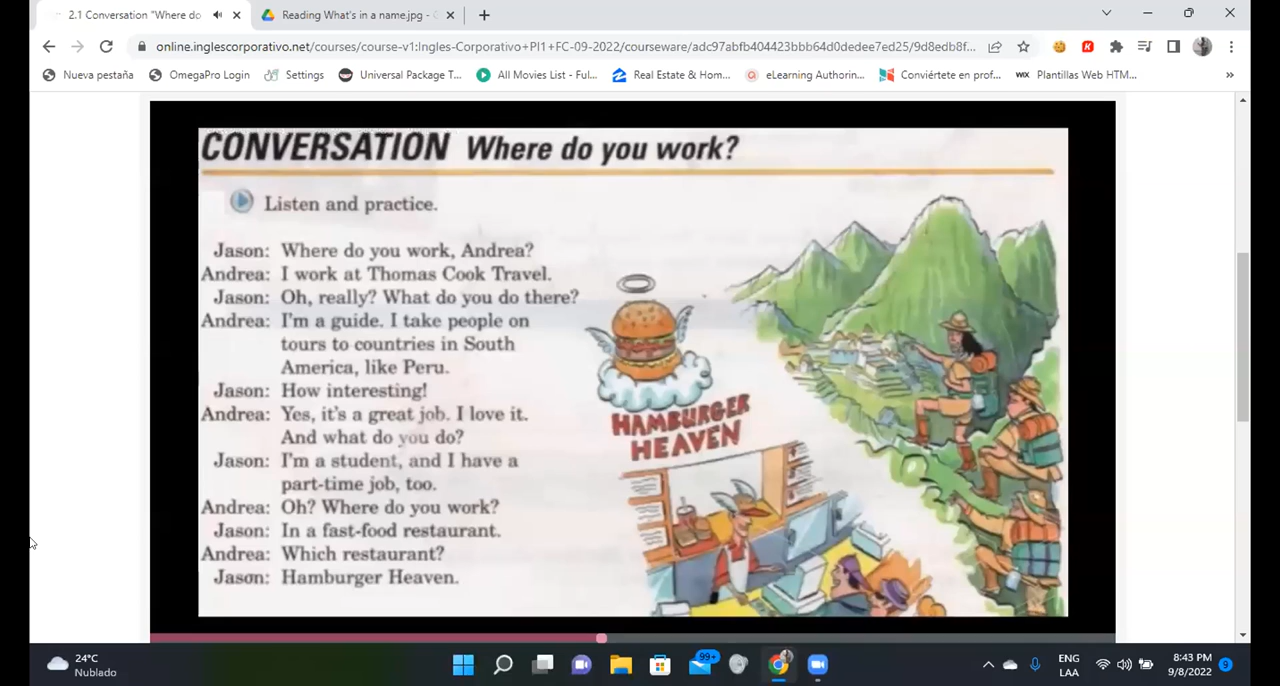 2.1 Conversation "Where do
Reading What's in a name.jpg - G
online.inglescorporativo.net/courses/course-v1:Ingles-Corporativo+PI1+FC-09-2022/courseware/adc97abfb404423bbb64d0dedee7ed25/9d8edb8f...
Nueva pestaña
OmegaPro Login
Settings
Universal Package T...
All Movies List - Ful...
Real Estate & Hom...
eLearning Authorin...
Conviértete en prof...
WIX Plantillas Web HTM...
»
CONVERSATION Where do you work?
Listen and practice.
Jason: Where do you work, Andrea?
Andrea: I work at Thomas Cook Travel.
Jason: Oh, really? What do you do there?
Andrea: I'm a guide. I take people on
tours to countries in South
America, like Peru.
Jason: How interesting!
Andrea: Yes, it's a great job. I love it.
And what do you do?
Jason: I'm a student, and I have a
part-time job, too.
Andrea: Oh? Where do you work?
Jason: In a fast-food restaurant.
Andrea: Which restaurant?
Jason: Hamburger Heaven.
HAMBURGER
HEAVEN
24°C
Nublado
99+
ENG
LAA
8:43 PM
9/8/2022
9